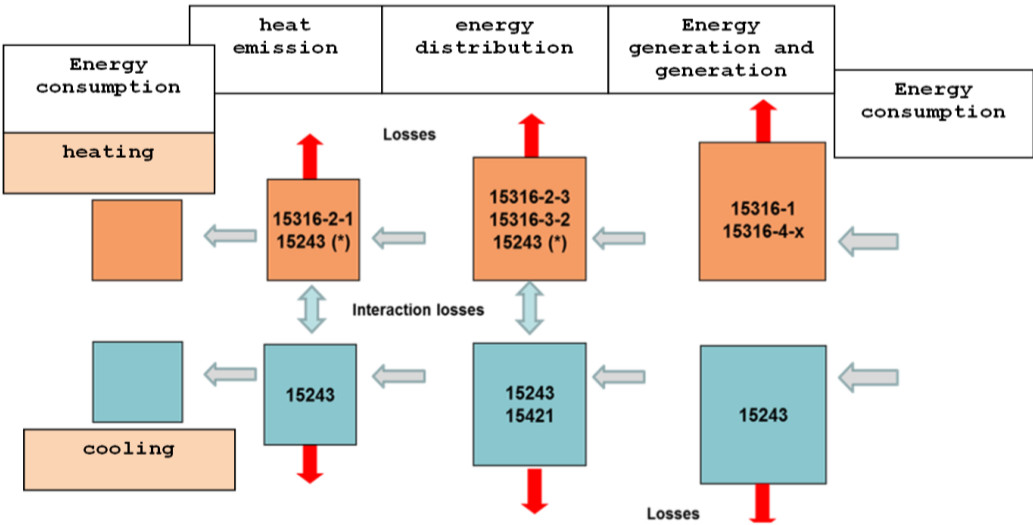 heat
emission
energy
distribution
Energy
generation and
generation
Energy
consumption
Energy
consumption
heating
Losses
15316-2-1
15243 (*)
15316-2-3
15316-3-2
15243 (*)
15316-1
15316-4-x
Interaction losses
15243
15243
15421
15243
cooling
Losses